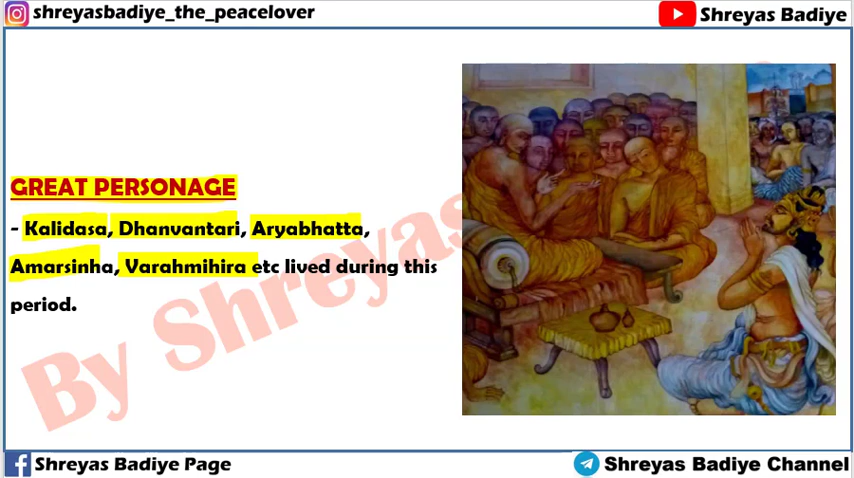 shreyasbadiye_the_peacelover
Shreyas Badiye
GREAT PERSONAGE
- Kalidasa, Dhanvantari, Aryabhatta,
Amarsinha, Varahmihira etc lived during this
period.
By Shreyas
Shreyas Badiye Page
Shreyas Badiye Channel